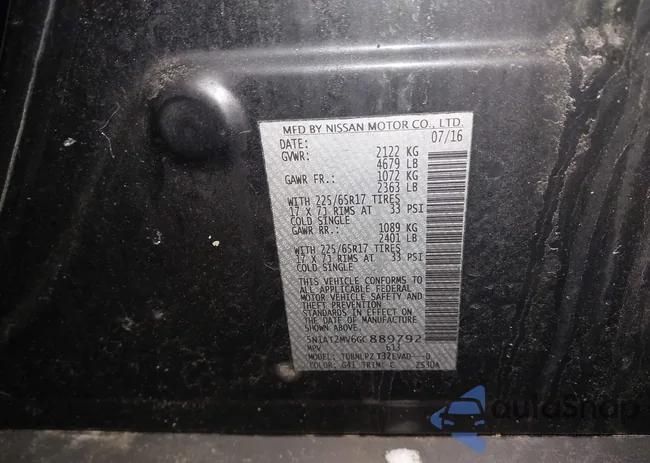 MFD BY NISSAN MOTOR CO., LTD.
DATE: 07/16
GVWR: 2122 KG
4679 LB
GAWR FR.: 1072 KG
2363 LB
WITH 225/65R17 TIRES
17 X 7J RIMS AT 33 PSI
COLD SINGLE
GAWR RR.: 1089 KG
2401 LB
WITH 225/65R17 TIRES
17 X 7J RIMS AT 33 PSI
COLD SINGLE
THIS VEHICLE CONFORMS TO
ALL APPLICABLE FEDERAL
MOTOR VEHICLE SAFETY AND
THEFT PREVENTION
STANDARDS IN EFFECT ON
THE DATE OF MANUFACTURE
SHOWN ABOVE.
5N1AT2MV6GC889792
MPV 613
MODEL:
COLOR: G41 TRIM: C
autoSnap